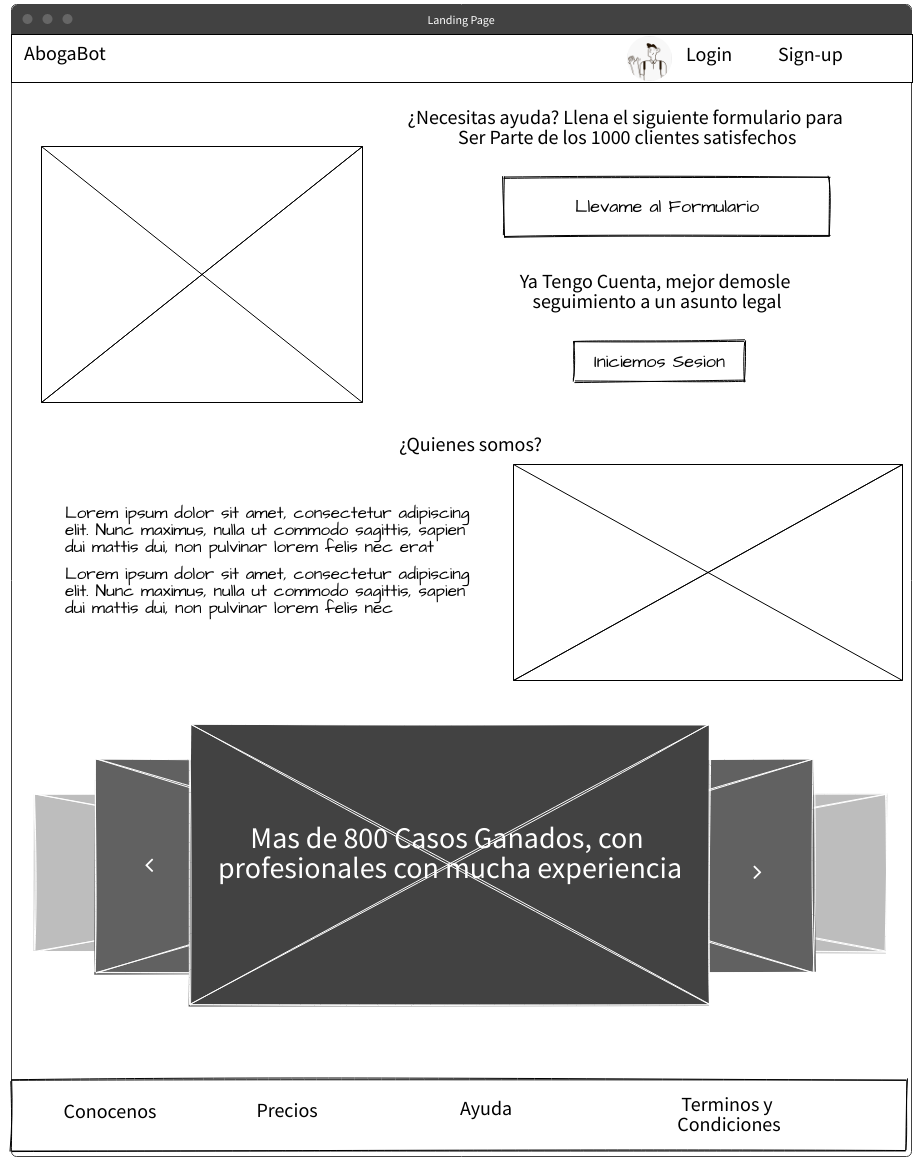 Landing Page
AbogaBot
Login
Sign-up
¿Necesitas ayuda? Llena el siguiente formulario para
Ser Parte de los 1000 clientes satisfechos
Llevame al Formulario
Ya Tengo Cuenta, mejor demosle
seguimiento a un asunto legal
Iniciemos Sesion
¿Quienes somos?
Lorem ipsum dolor sit amet, consectetur adipiscing
elit. Nunc maximus, nulla ut commodo sagittis, sapien
dui mattis dui, non pulvinar lorem felis nec erat
Lorem ipsum dolor sit amet, consectetur adipiscing
elit. Nunc maximus, nulla ut commodo sagittis, sapien
dui mattis dui, non pulvinar lorem felis nec
Mas de 800 Casos Ganados, con
profesionales con mucha experiencia
Conocenos
Precios
Ayuda
Terminos y
Condiciones